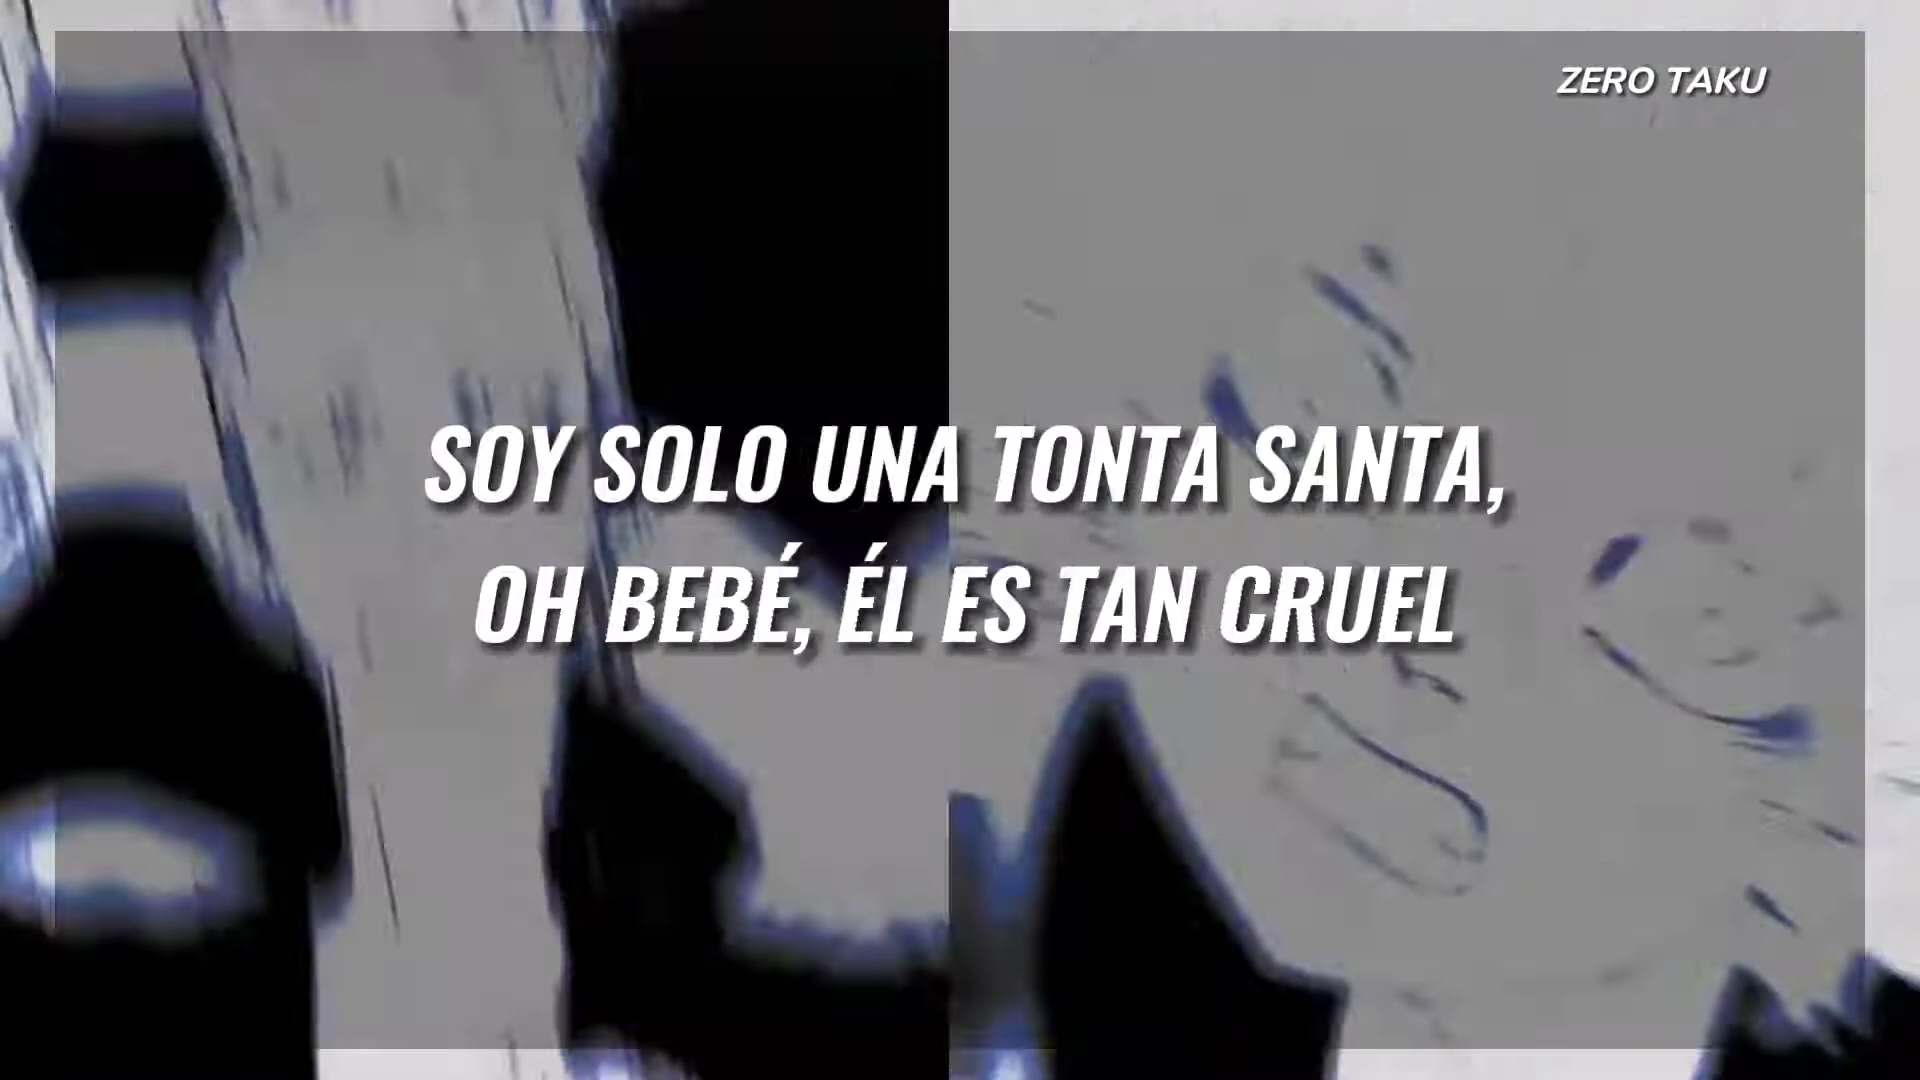 ZERO TAKU
SOY SOLO UNA TONTA SANTA,
OH BEBÉ, ÉL ES TAN CRUEL